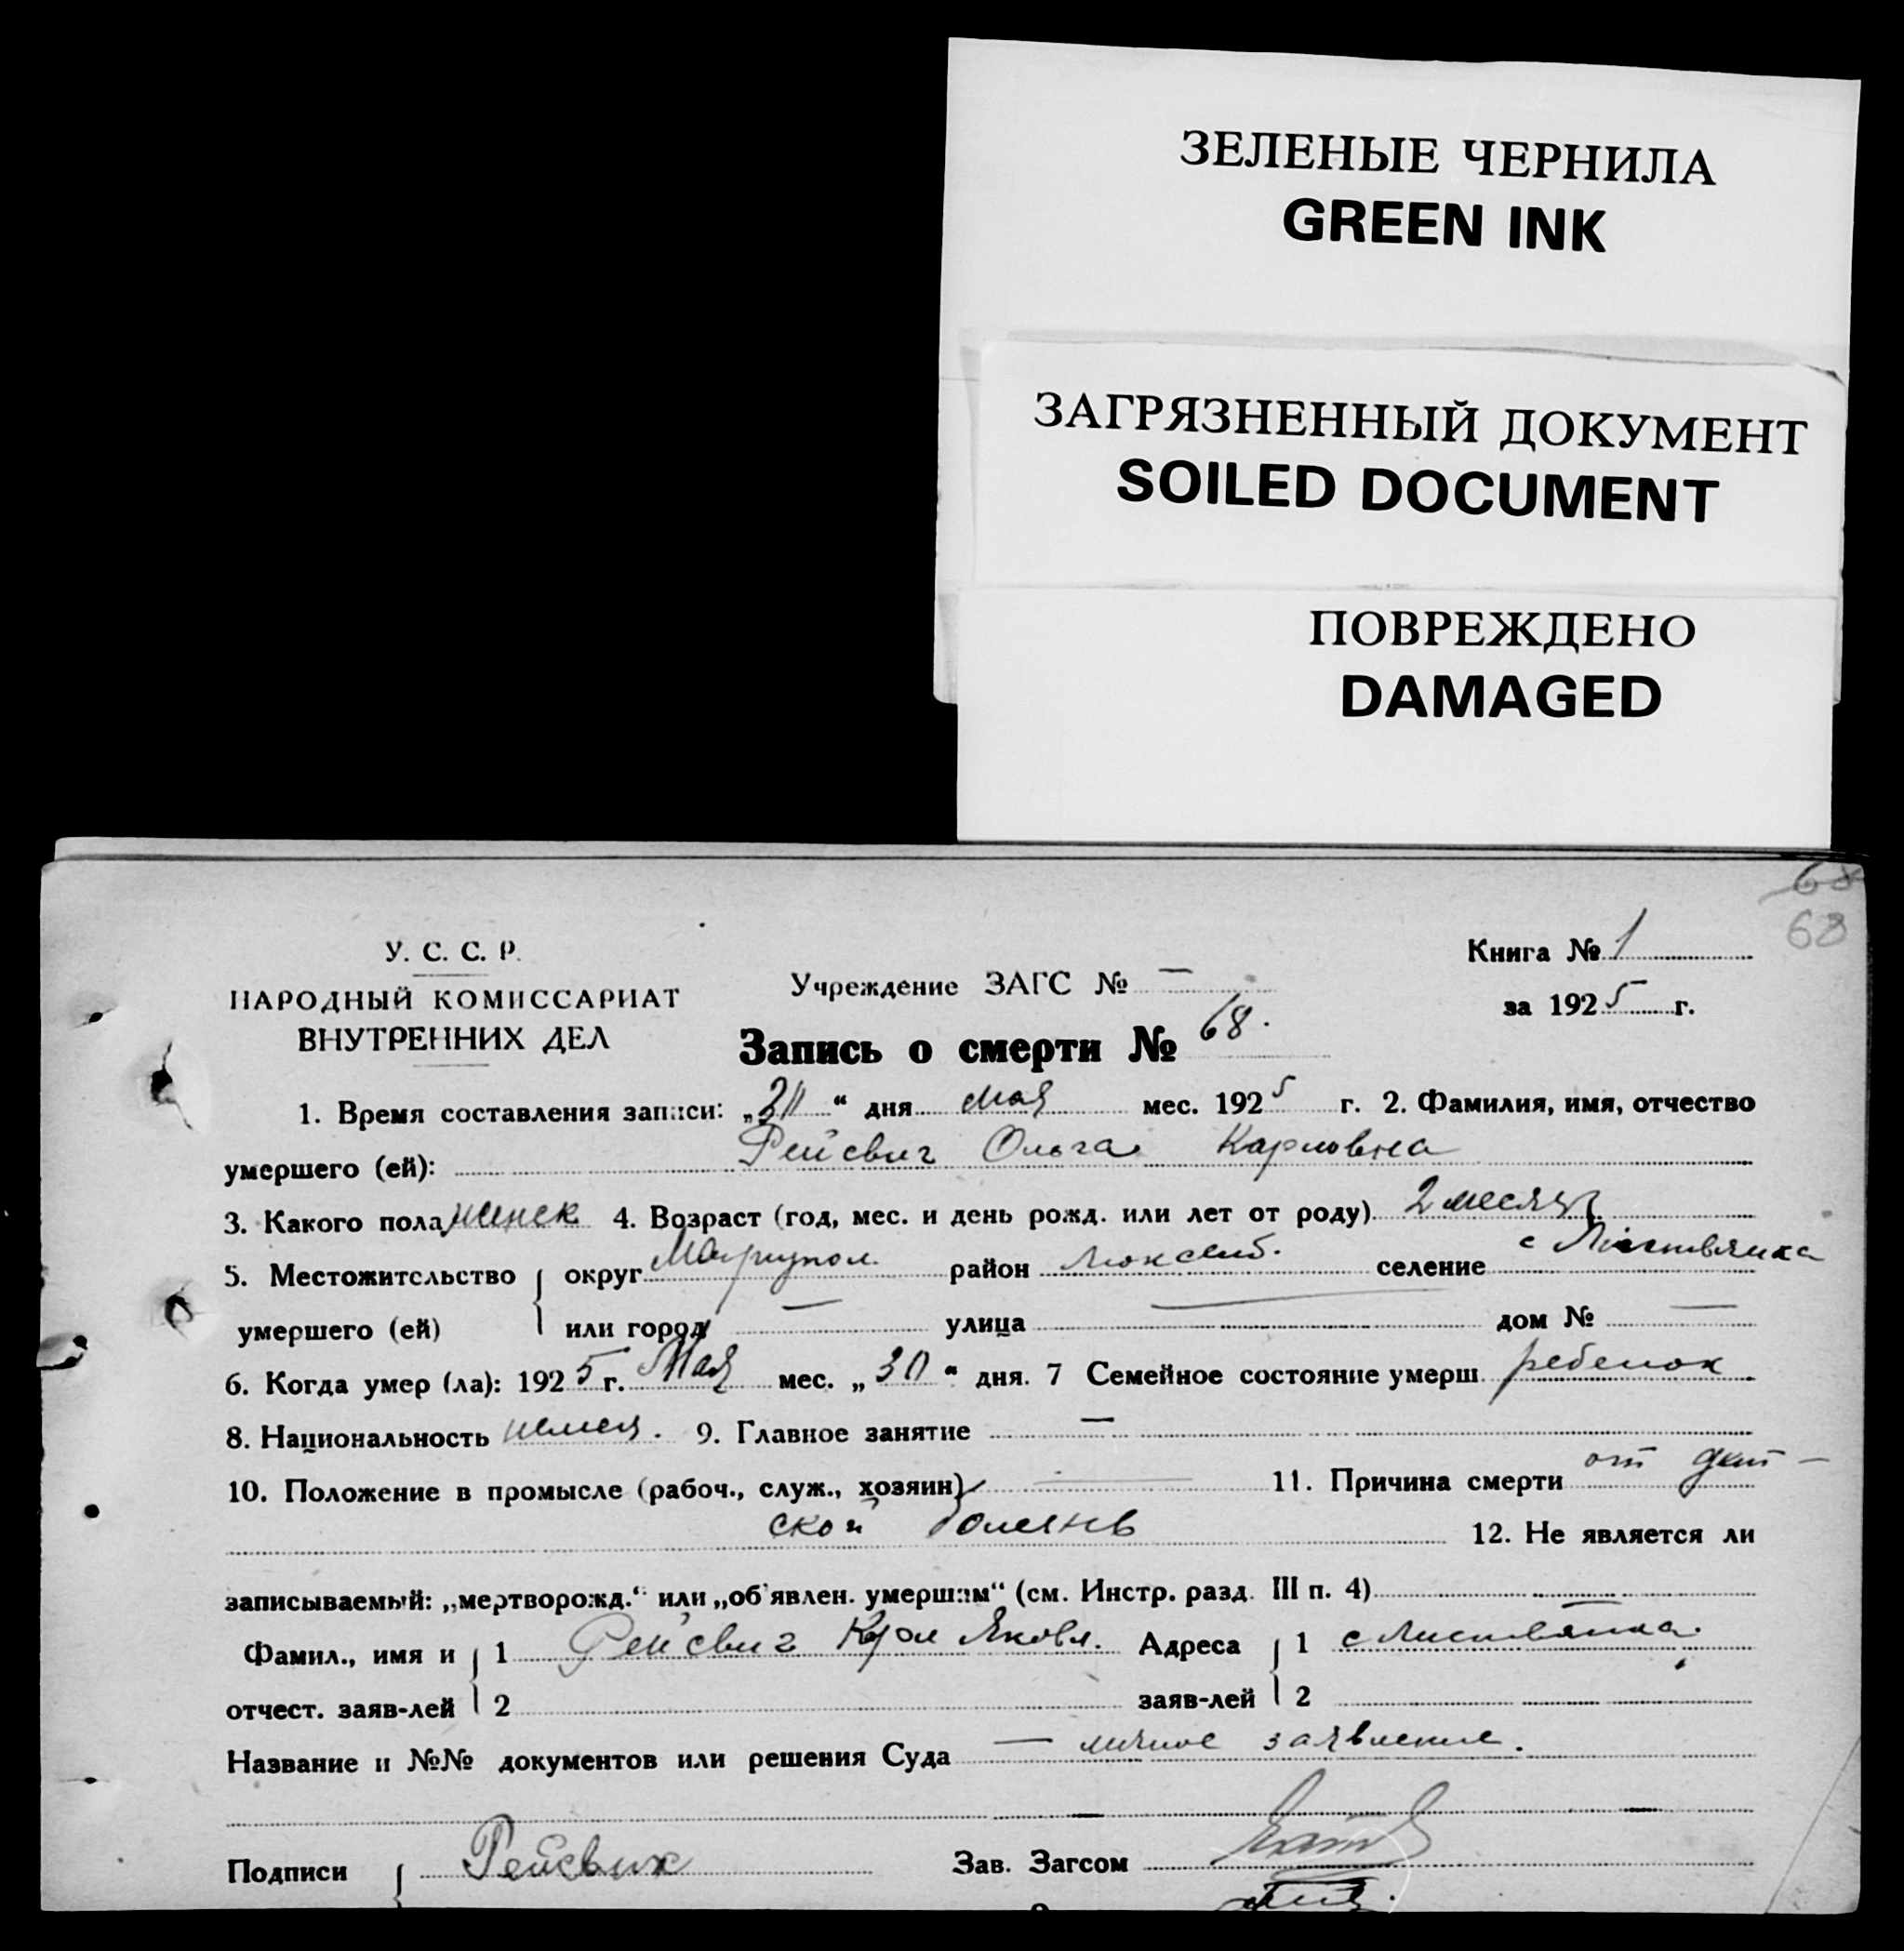 ЗЕЛЕНЫЕ ЧЕРНИЛА
GREEN INK
ЗАГРЯЗНЕННЫЙ ДОКУМЕНТ
SOILED DOCUMENT
ПОВРЕЖДЕНО
DAMAGED
68
68
У. С. С. Р.
НАРОДНЫЙ КОМИССАРИАТ
ВНУТРЕННИХ ДЕЛ
Учреждение ЗАГС № —
Книга № 1
за 1925 г.
Запись о смерти № 68.
1. Время составления записи: „ “ дня мая мес. 1925 г. 2. Фамилия, имя, отчество
умершего (ей): Рейсвиг Ольга Карловна
3. Какого пола женск 4. Возраст (год, мес. и день рожд. или лет от роду) 2 месяц
5. Местожительство округ Мариупол. район Люксемб. селение с Листвянка
умершего (ей) или город — улица — дом № —
6. Когда умер (ла): 1925 г. Мая мес. „30“ дня. 7 Семейное состояние умерш. ребенок
8. Национальность немец. 9. Главное занятие —
10. Положение в промысле (рабоч., служ., хозяин) — 11. Причина смерти от дет-
ской болезнь 12. Не является ли
записываемый: „мертворожд.“ или „об'явлен. умершим“ (см. Инстр. разд. III п. 4) —
Фамил., имя и 1 Рейсвиг Карл Яковл. Адреса 1 с Листвянка.
отчест. заяв-лей 2 заяв-лей 2
Название и №№ документов или решения Суда — личное заявление.
Подписи Рейсвих Зав. Загсом